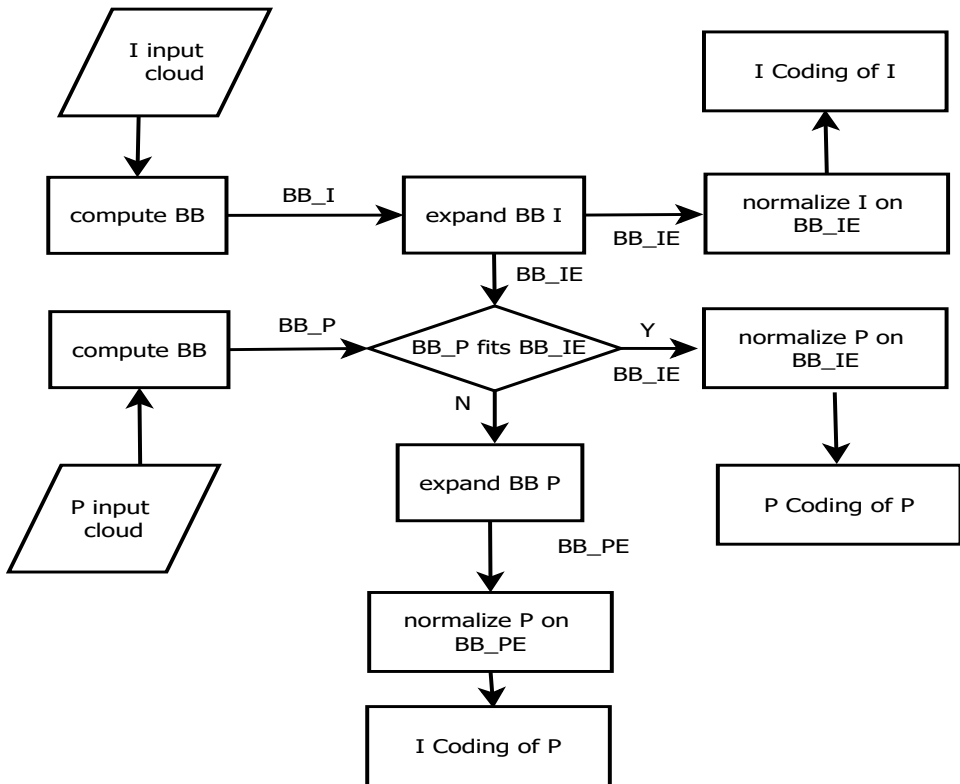 I input
cloud
I Coding of I
compute BB
BB_I
expand BB I
BB_IE
normalize I on
BB_IE
BB_IE
compute BB
BB_P
BB_P fits BB_IE
Y
BB_IE
normalize P on
BB_IE
N
P input
cloud
expand BB P
P Coding of P
BB_PE
normalize P on
BB_PE
I Coding of P